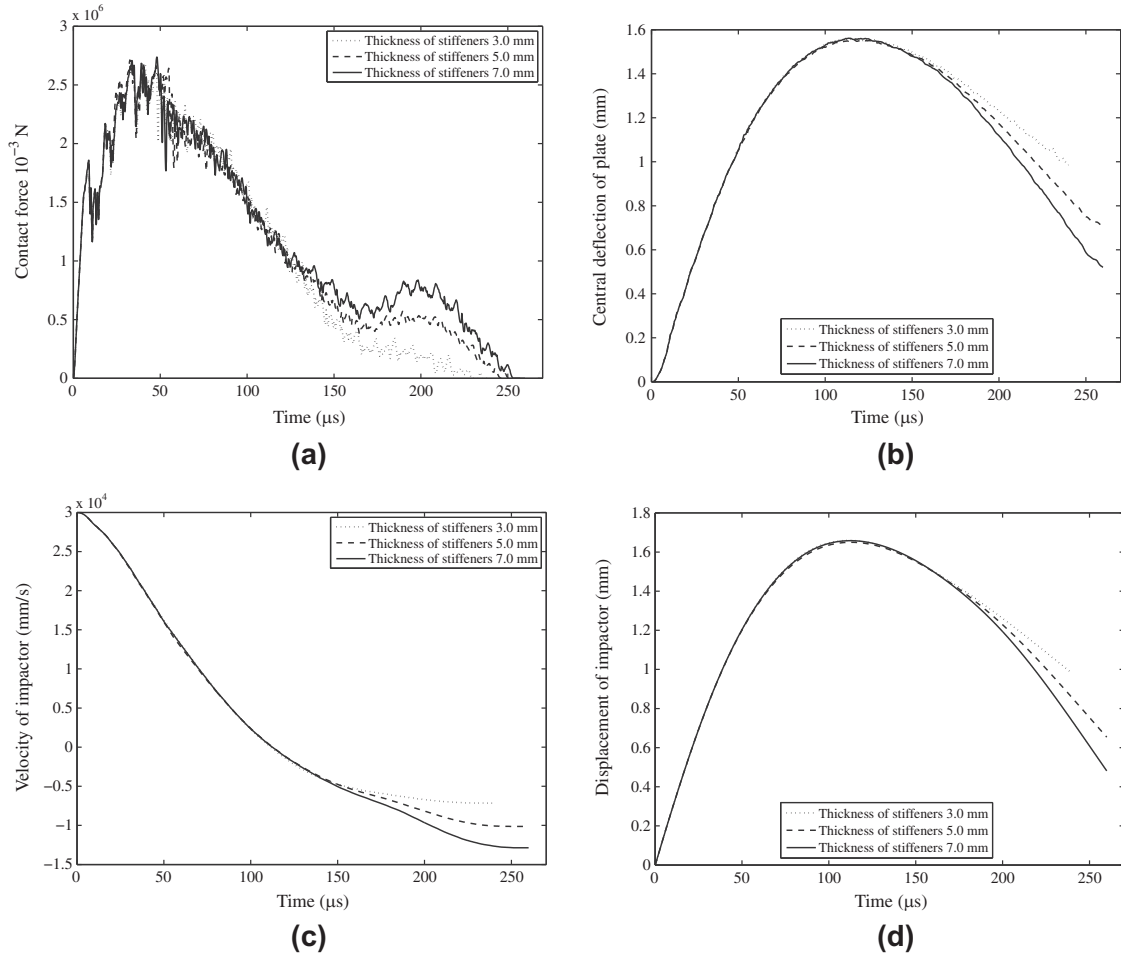 x 10⁶
3
2.5
2
1.5
1
0.5
0
Contact force 10⁻³ N
Thickness of stiffeners 3.0 mm
Thickness of stiffeners 5.0 mm
Thickness of stiffeners 7.0 mm
0 50 100 150 200 250
Time (μs)
(a)
1.6
1.4
1.2
1
0.8
0.6
0.4
0.2
0
Central deflection of plate (mm)
Thickness of stiffeners 3.0 mm
Thickness of stiffeners 5.0 mm
Thickness of stiffeners 7.0 mm
0 50 100 150 200 250
Time (μs)
(b)
x 10⁴
3
2.5
2
1.5
1
0.5
0
−0.5
−1
−1.5
Velocity of impactor (mm/s)
Thickness of stiffeners 3.0 mm
Thickness of stiffeners 5.0 mm
Thickness of stiffeners 7.0 mm
0 50 100 150 200 250
Time (μs)
(c)
1.8
1.6
1.4
1.2
1
0.8
0.6
0.4
0.2
0
Displacement of impactor (mm)
Thickness of stiffeners 3.0 mm
Thickness of stiffeners 5.0 mm
Thickness of stiffeners 7.0 mm
0 50 100 150 200 250
Time (μs)
(d)